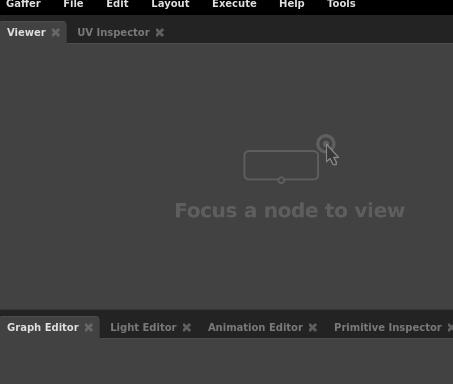 Gaffer File Edit Layout Execute Help Tools
Viewer UV Inspector
Focus a node to view
Graph Editor Light Editor Animation Editor Primitive Inspector